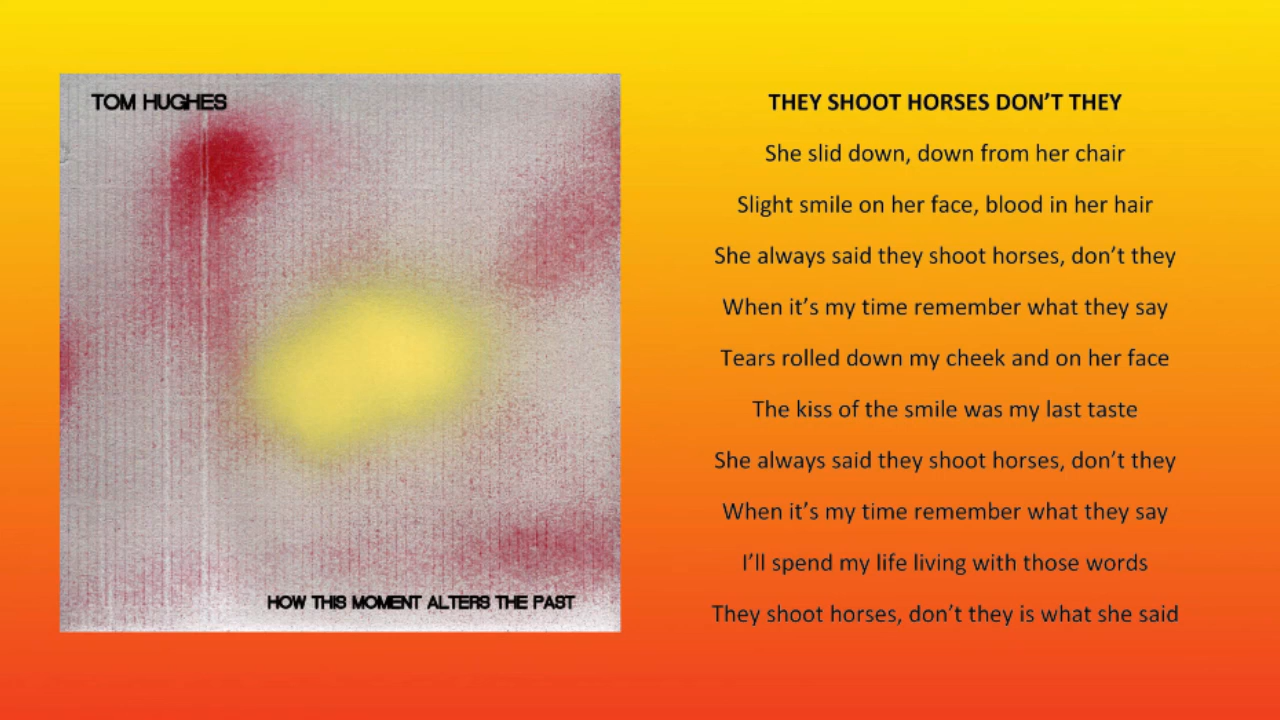 TOM HUGHES
HOW THIS MOMENT ALTERS THE PAST
THEY SHOOT HORSES DON’T THEY
She slid down, down from her chair
Slight smile on her face, blood in her hair
She always said they shoot horses, don’t they
When it’s my time remember what they say
Tears rolled down my cheek and on her face
The kiss of the smile was my last taste
She always said they shoot horses, don’t they
When it’s my time remember what they say
I’ll spend my life living with those words
They shoot horses, don’t they is what she said